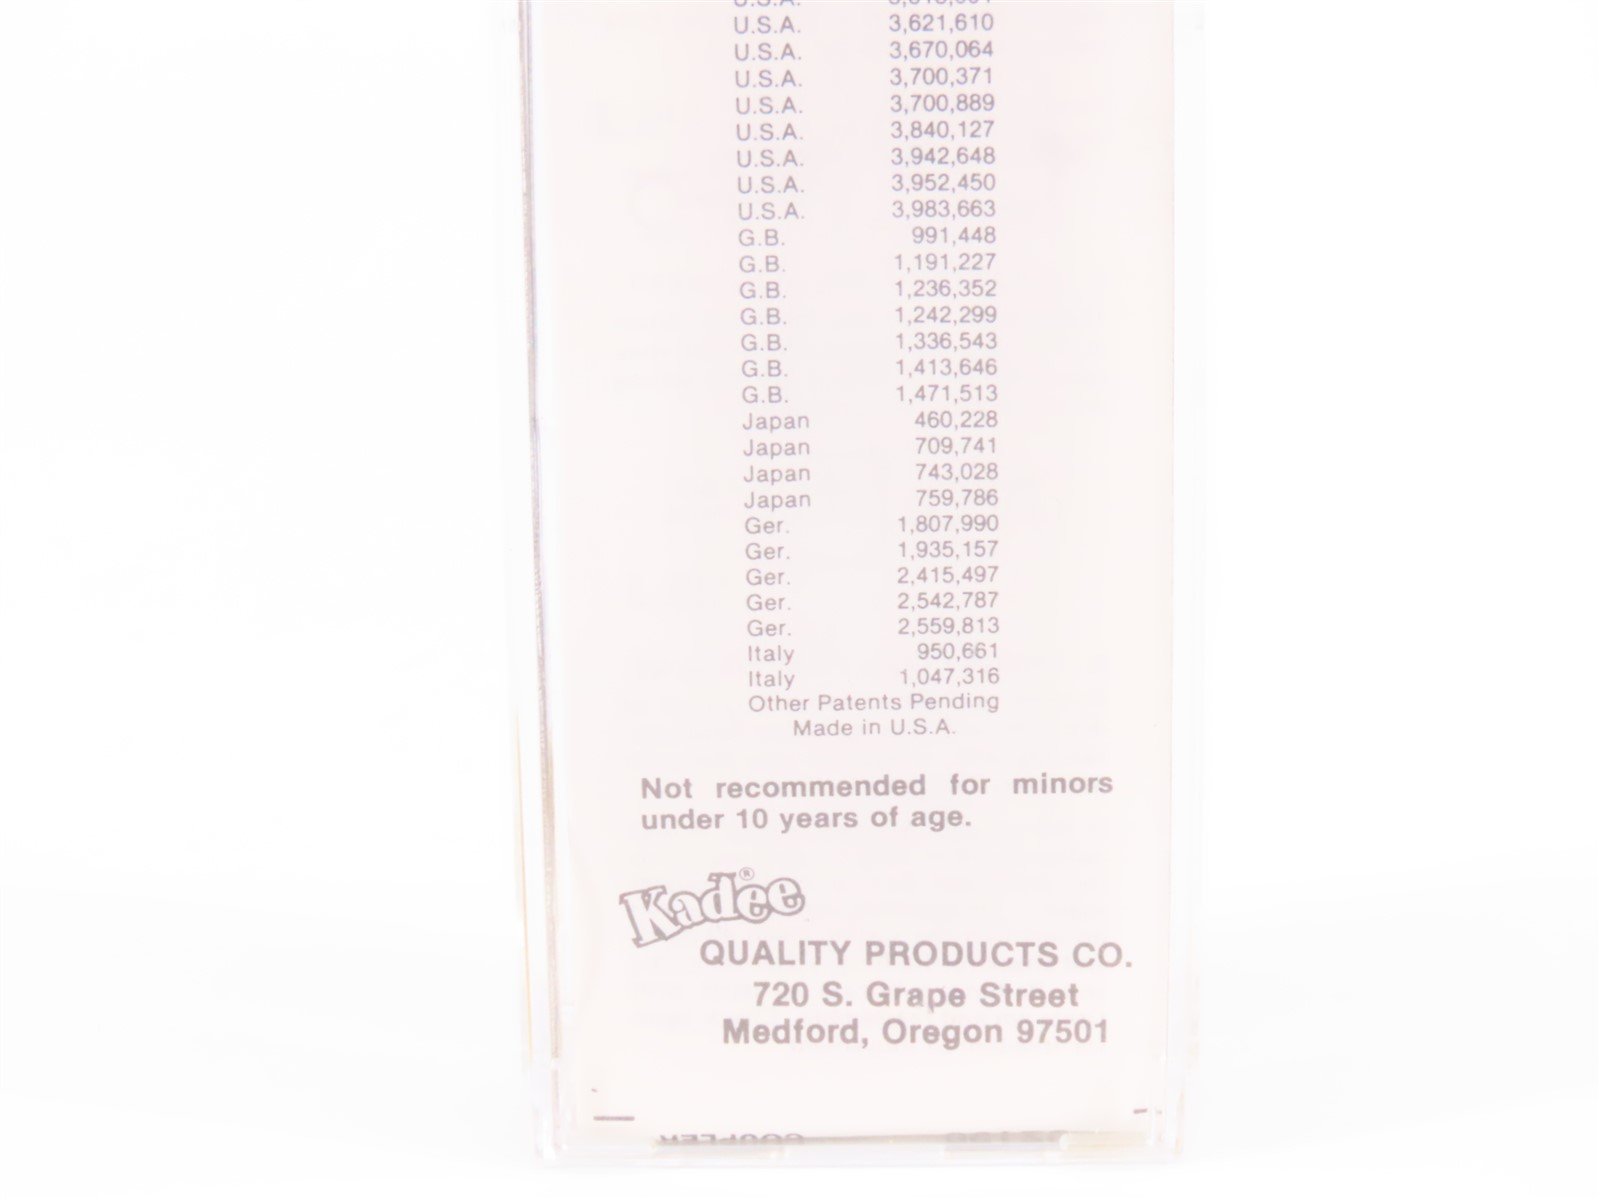 U.S.A. 3,621,610
U.S.A. 3,670,064
U.S.A. 3,700,371
U.S.A. 3,700,889
U.S.A. 3,840,127
U.S.A. 3,942,648
U.S.A. 3,952,450
U.S.A. 3,983,663
G.B. 991,448
G.B. 1,191,227
G.B. 1,236,352
G.B. 1,242,299
G.B. 1,336,543
G.B. 1,413,646
G.B. 1,471,513
Japan 460,228
Japan 709,741
Japan 743,028
Japan 759,786
Ger. 1,807,990
Ger. 1,935,157
Ger. 2,415,497
Ger. 2,542,787
Ger. 2,559,813
Italy 950,661
Italy 1,047,316
Other Patents Pending
Made in U.S.A.
Not recommended for minors
under 10 years of age.
Kadee®
QUALITY PRODUCTS CO.
720 S. Grape Street
Medford, Oregon 97501